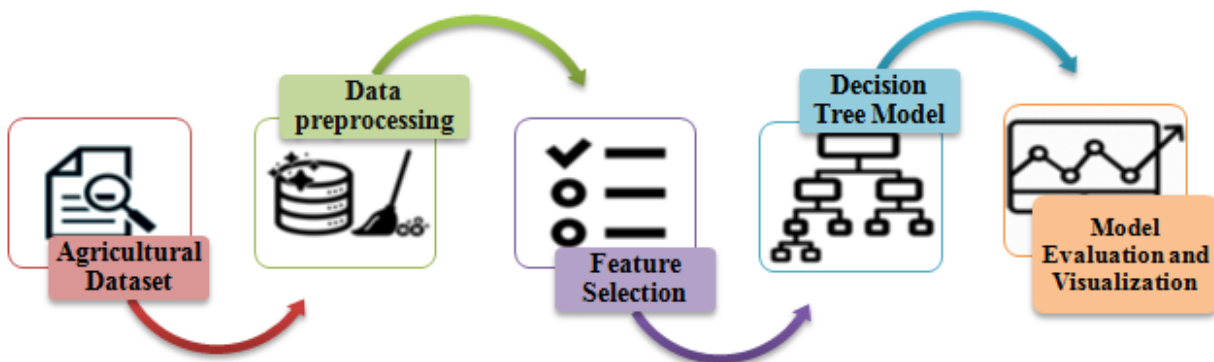 Agricultural
Dataset
Data
preprocessing
Feature
Selection
Decision
Tree Model
Model
Evaluation and
Visualization